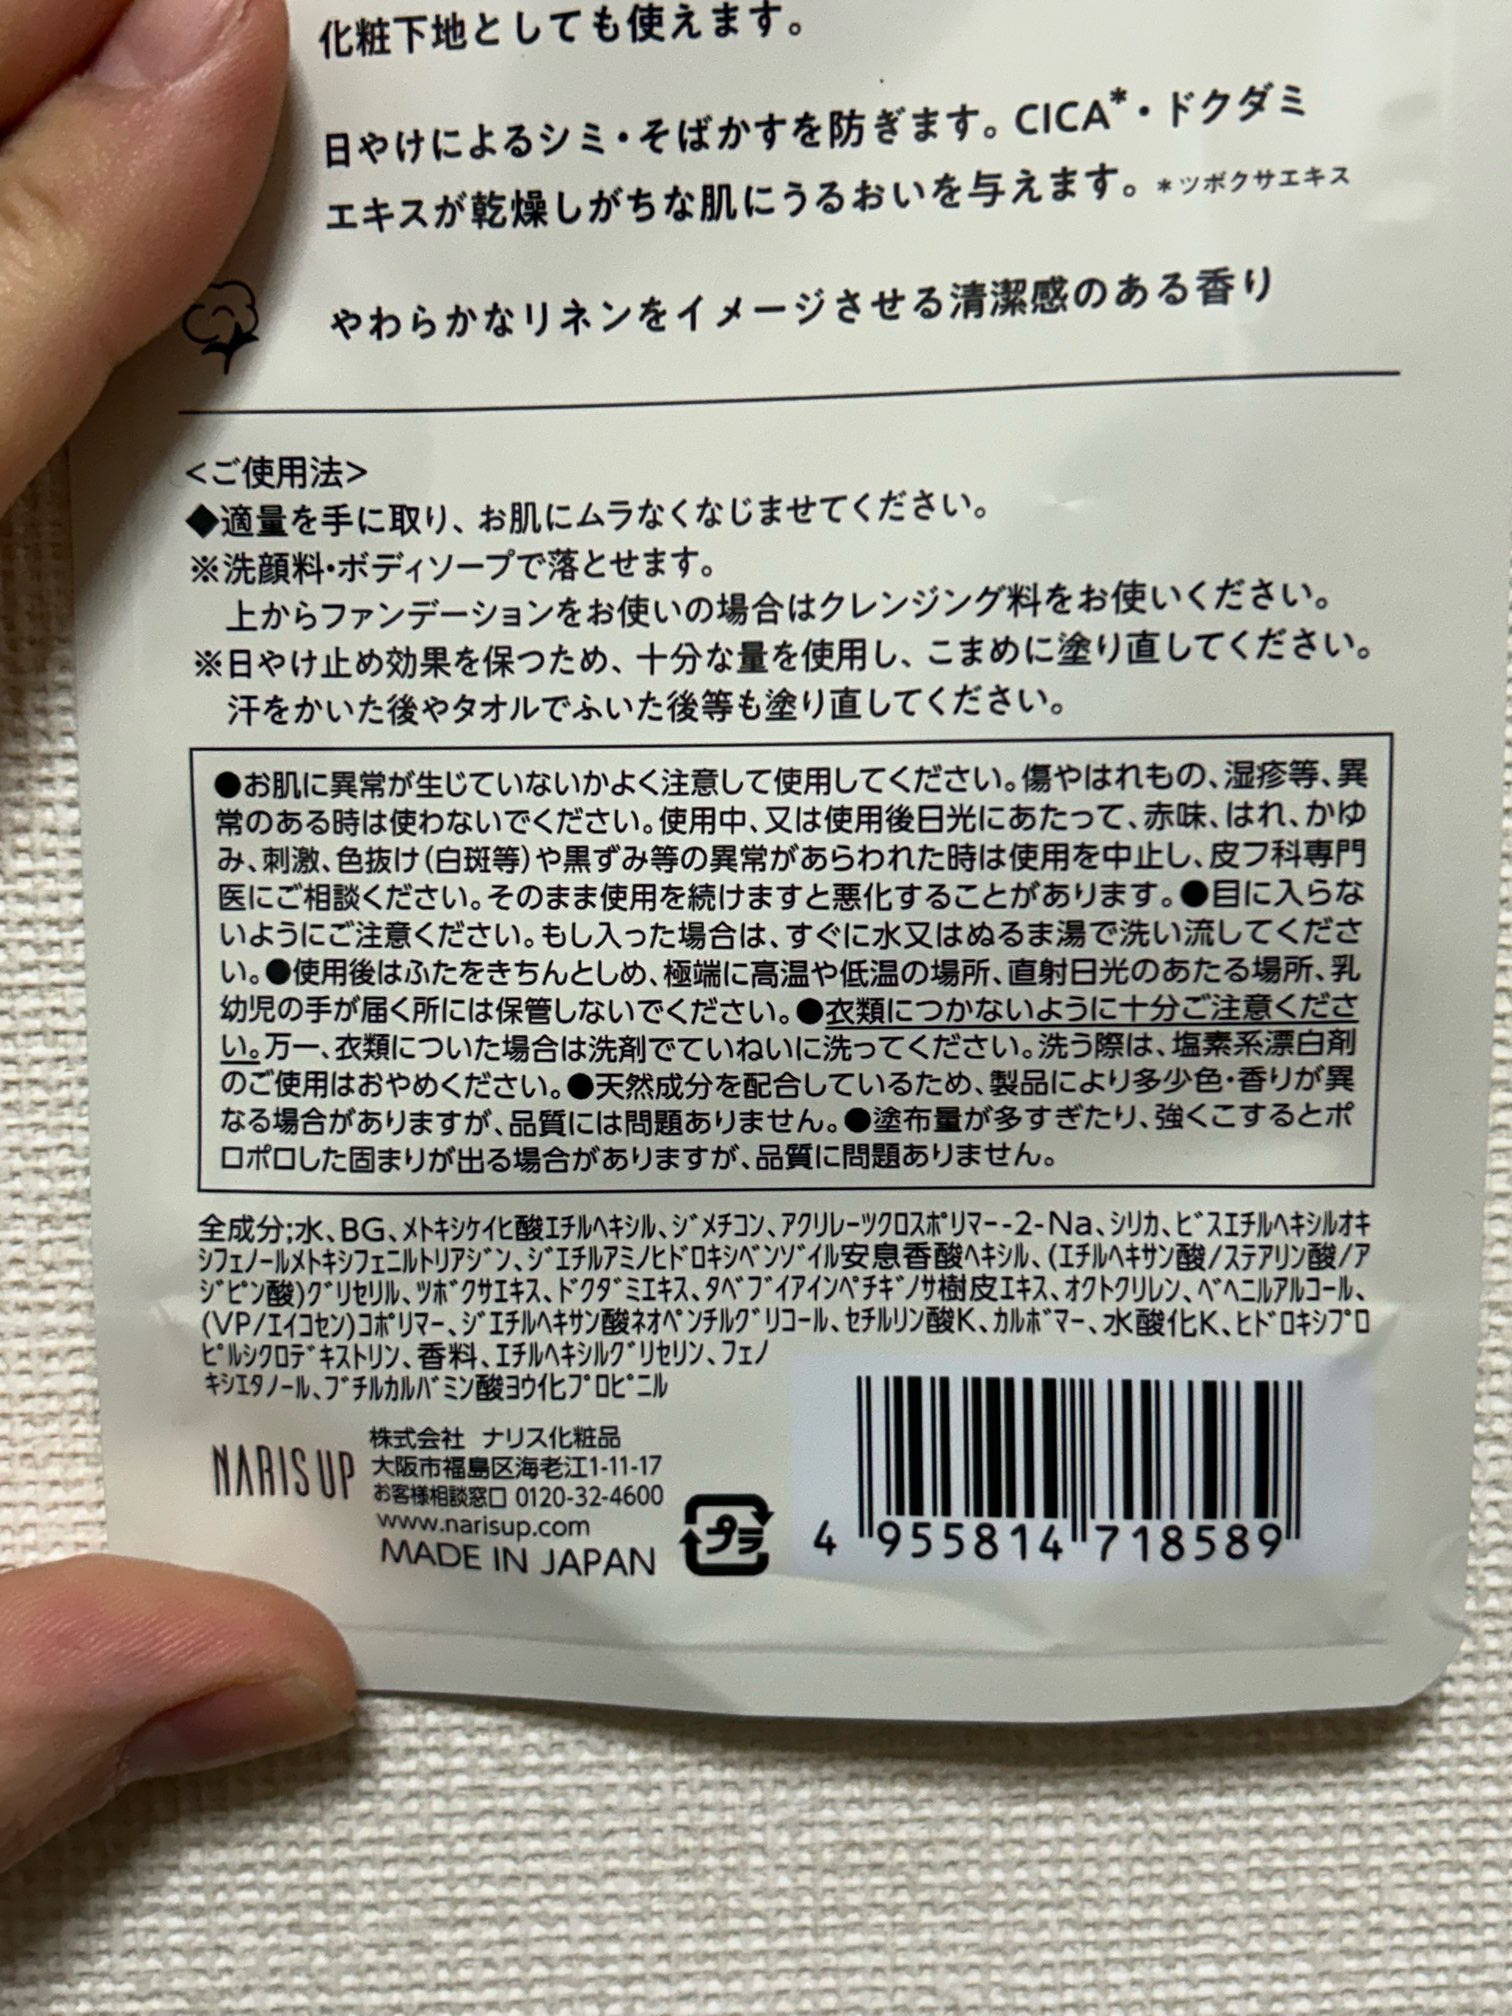 化粧下地としても使えます。
日やけによるシミ・そばかすを防ぎます。CICA*・ドクダミ
エキスが乾燥しがちな肌にうるおいを与えます。*ツボクサエキス
やわらかなリネンをイメージさせる清潔感のある香り
<ご使用法>
◆適量を手に取り、お肌にムラなくなじませてください。
※洗顔料・ボディソープで落とせます。
上からファンデーションをお使いの場合はクレンジング料をお使いください。
※日やけ止め効果を保つため、十分な量を使用し、こまめに塗り直してください。
汗をかいた後やタオルでふいた後等も塗り直してください。
●お肌に異常が生じていないかよく注意して使用してください。傷やはれもの、湿疹等、異
常のある時は使わないでください。使用中、又は使用後日光にあたって、赤味、はれ、かゆ
み、刺激、色抜け(白斑等)や黒ずみ等の異常があらわれた時は使用を中止し、皮フ科専門
医にご相談ください。そのまま使用を続けますと悪化することがあります。●目に入らな
いようにご注意ください。もし入った場合は、すぐに水又はぬるま湯で洗い流してくださ
い。●使用後はふたをきちんとしめ、極端に高温や低温の場所、直射日光のあたる場所、乳
幼児の手が届く所には保管しないでください。●衣類につかないように十分ご注意くださ
い。万一、衣類についた場合は洗剤でていねいに洗ってください。洗う際は、塩素系漂白剤
のご使用はおやめください。●天然成分を配合しているため、製品により多少色・香りが異
なる場合がありますが、品質には問題ありません。●塗布量が多すぎたり、強くこするとポ
ロポロした固まりが出る場合がありますが、品質に問題ありません。
全成分;水、BG、ﾒﾄｷｼｹｲﾋ酸ｴﾁﾙﾍｷｼﾙ、ｼﾞﾒﾁｺﾝ、ｱｸﾘﾚｰﾂｸﾛｽﾎﾟﾘﾏｰ-2-Na、ｼﾘｶ、ﾋﾞｽｴﾁﾙﾍｷｼﾙｵｷ
ｼﾌｪﾉｰﾙﾒﾄｷｼﾌｪﾆﾙﾄﾘｱｼﾞﾝ、ｼﾞｴﾁﾙｱﾐﾉﾋﾄﾞﾛｷｼﾍﾞﾝｿﾞｲﾙ安息香酸ﾍｷｼﾙ、(ｴﾁﾙﾍｷｻﾝ酸/ｽﾃｱﾘﾝ酸/ｱ
ｼﾞﾋﾟﾝ酸)ｸﾞﾘｾﾘﾙ、ﾂﾎﾞｸｻｴｷｽ、ﾄﾞｸﾀﾞﾐｴｷｽ、ﾀﾍﾞﾌﾞｲｱｲﾝﾍﾟﾁｷﾞﾉｻ樹皮ｴｷｽ、ｵｸﾄｸﾘﾚﾝ、ﾍﾞﾍﾆﾙｱﾙｺｰﾙ、
(VP/ｴｲｺｾﾝ)ｺﾎﾟﾘﾏｰ、ｼﾞｴﾁﾙﾍｷｻﾝ酸ﾈｵﾍﾟﾝﾁﾙｸﾞﾘｺｰﾙ、ｾﾁﾙﾘﾝ酸K、ｶﾙﾎﾞﾏｰ、水酸化K、ﾋﾄﾞﾛｷｼﾌﾟﾛ
ﾋﾟﾙｼｸﾛﾃﾞｷｽﾄﾘﾝ、香料、ｴﾁﾙﾍｷｼﾙｸﾞﾘｾﾘﾝ、ﾌｪﾉ
ｷｼｴﾀﾉｰﾙ、ﾌﾞﾁﾙｶﾙﾊﾞﾐﾝ酸ﾖｳ化ﾌﾟﾛﾋﾟﾆﾙ
NARIS UP
株式会社 ナリス化粧品
大阪市福島区海老江1-11-17
お客様相談窓口 0120-32-4600
www.narisup.com
MADE IN JAPAN
プラ
4 955814 718589